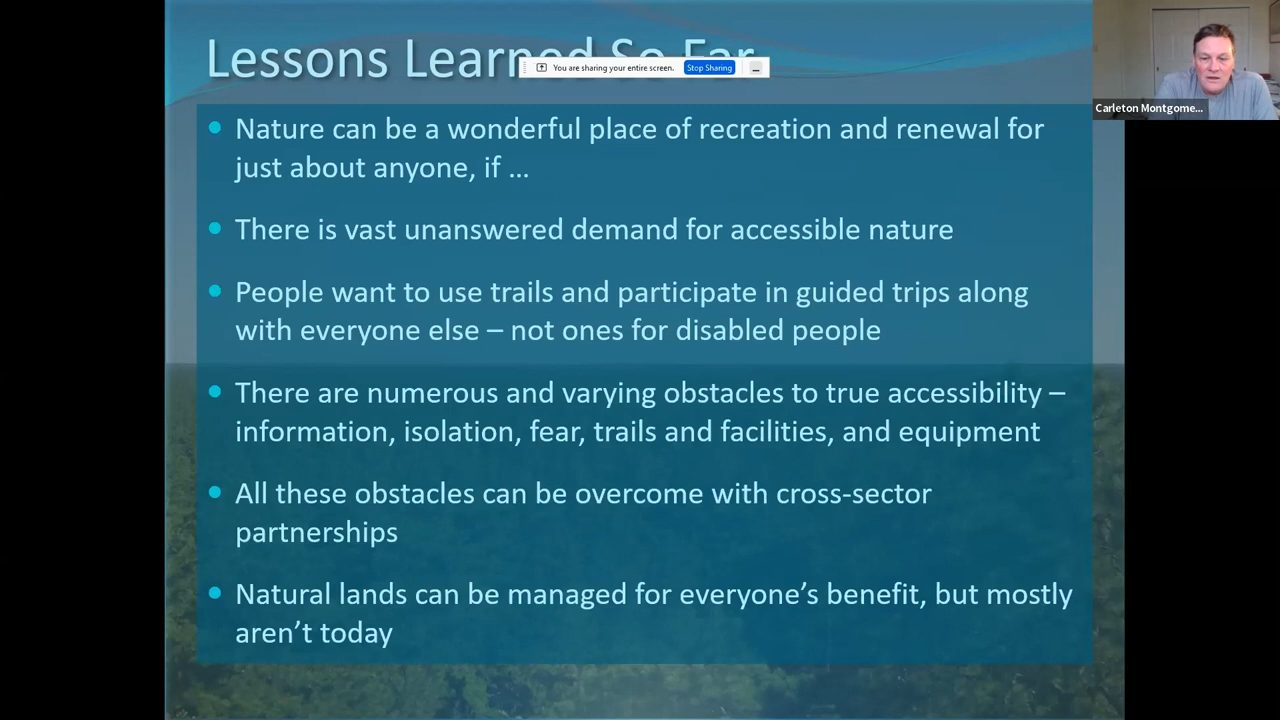 Lessons Learned So Far
You are sharing your entire screen.
Stop Sharing
Carleton Montgome...
• Nature can be a wonderful place of recreation and renewal for
just about anyone, if …
• There is vast unanswered demand for accessible nature
• People want to use trails and participate in guided trips along
with everyone else – not ones for disabled people
• There are numerous and varying obstacles to true accessibility –
information, isolation, fear, trails and facilities, and equipment
• All these obstacles can be overcome with cross-sector
partnerships
• Natural lands can be managed for everyone’s benefit, but mostly
aren’t today